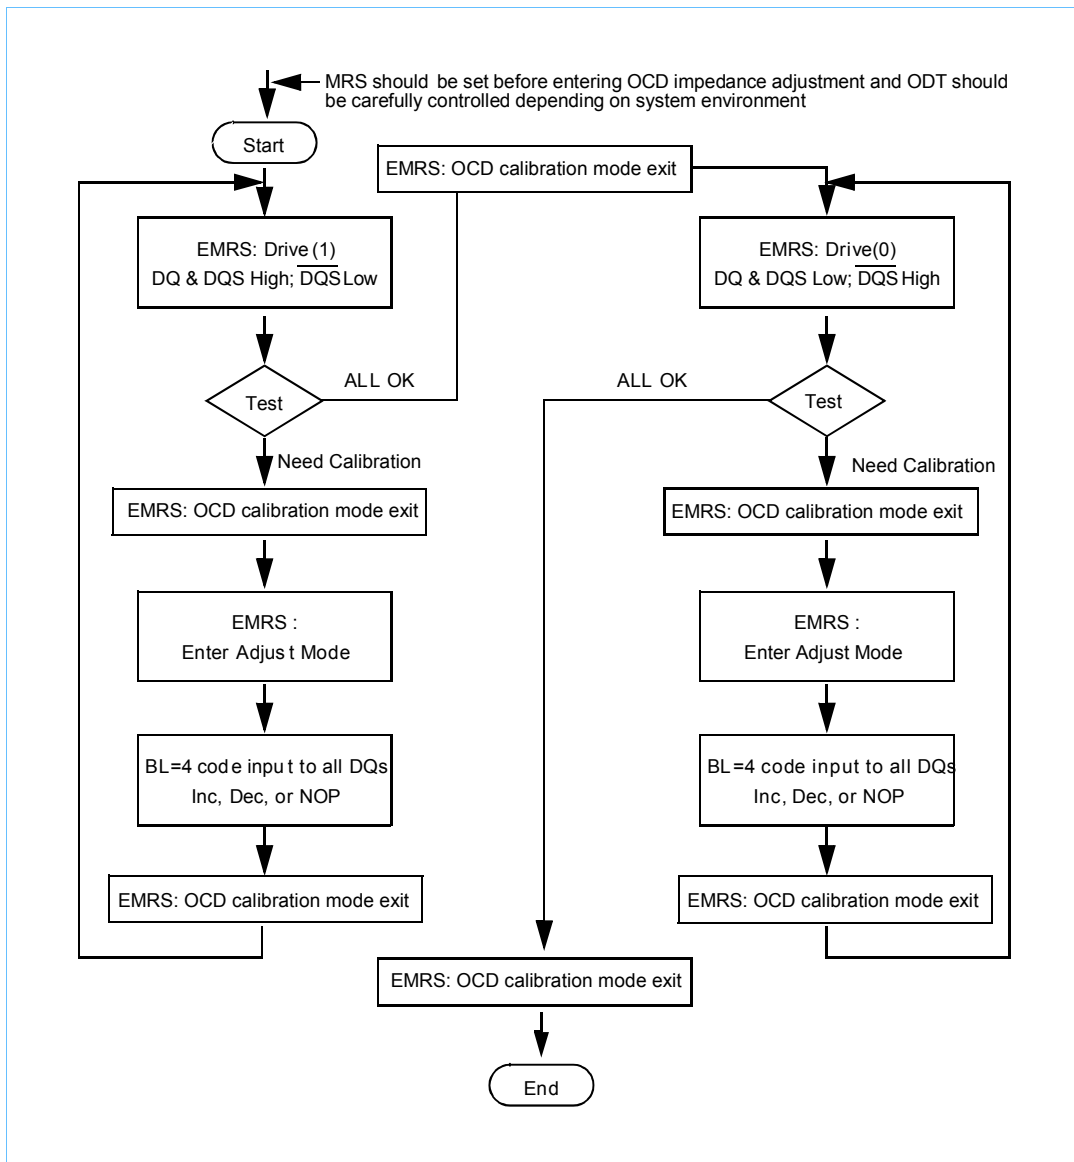 MRS should be set before entering OCD impedance adjustment and ODT should
be carefully controlled depending on system environment
Start
EMRS: OCD calibration mode exit
EMRS: Drive (1)
DQ & DQS High; D̅Q̅S̅ Low
EMRS: Drive(0)
DQ & DQS Low; D̅Q̅S̅ High
Test
ALL OK
ALL OK
Test
Need Calibration
Need Calibration
EMRS: OCD calibration mode exit
EMRS: OCD calibration mode exit
EMRS :
Enter Adjust Mode
EMRS :
Enter Adjust Mode
BL=4 code input to all DQs
Inc, Dec, or NOP
BL=4 code input to all DQs
Inc, Dec, or NOP
EMRS: OCD calibration mode exit
EMRS: OCD calibration mode exit
EMRS: OCD calibration mode exit
End